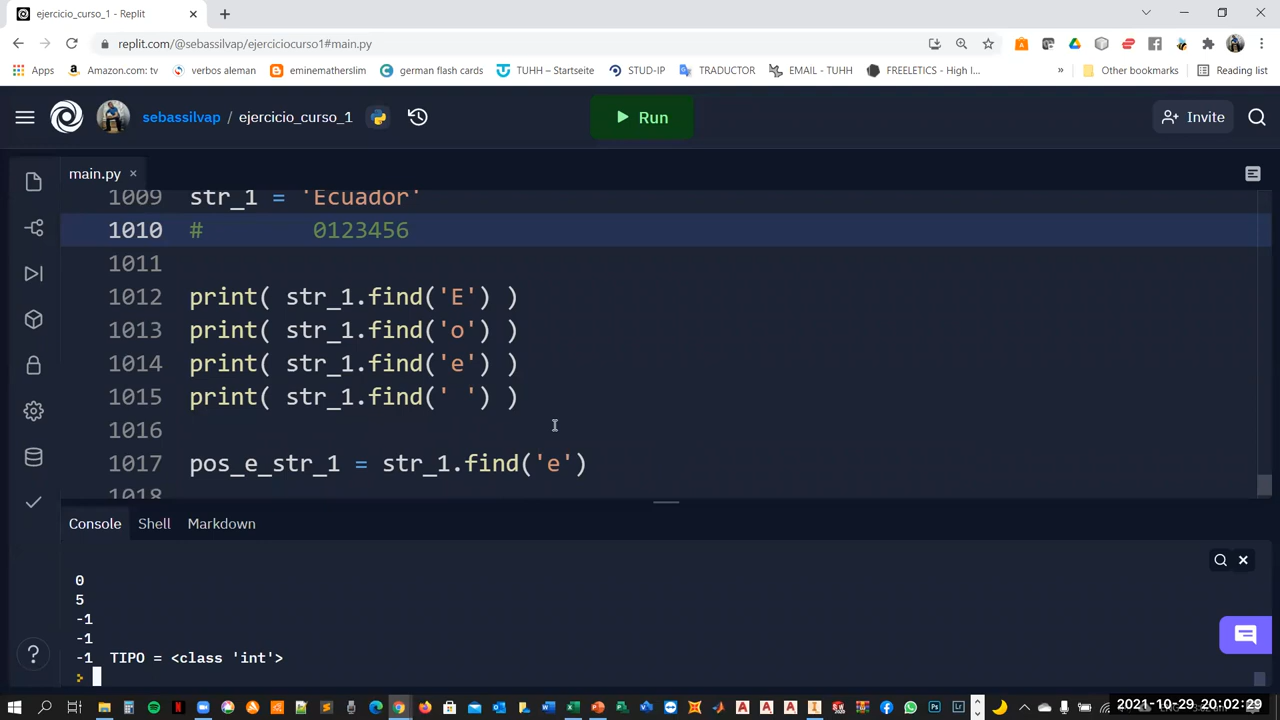 ejercicio_curso_1 - Replit
replit.com/@sebassilvap/ejerciciocurso1#main.py
Apps Amazon.com: tv verbos aleman eminemathslim german flash cards TUHH – Startseite STUD-IP TRADUCTOR EMAIL - TUHH FREELETICS - High I... » Other bookmarks Reading list
sebassilvap / ejercicio_curso_1 Run Invite
main.py
1009 str_1 = 'Ecuador'
1010 # 0123456
1011
1012 print( str_1.find('E') )
1013 print( str_1.find('o') )
1014 print( str_1.find('e') )
1015 print( str_1.find(' ') )
1016
1017 pos_e_str_1 = str_1.find('e')
1018
Console Shell Markdown
0
5
-1
-1
-1 TIPO = <class 'int'>
2021-10-29 20:02:29